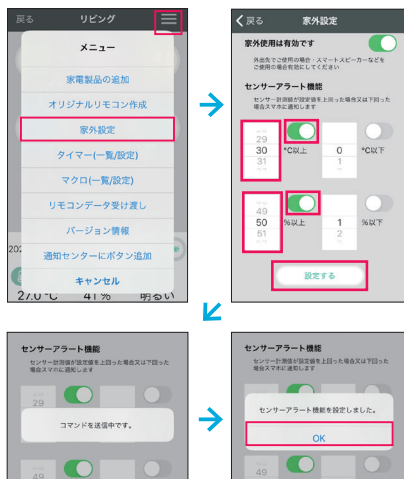 戻る リビング
メニュー
家電製品の追加
オリジナルリモコン作成
家外設定
タイマー(一覧/設定)
マクロ(一覧/設定)
リモコンデータ受け渡し
バージョン情報
通知センターにボタン追加
キャンセル
202
27.0 °C 41 % 明るい
戻る 家外設定
家外使用は有効です
外出先でご使用の場合・スマートスピーカーなどを
ご使用の場合有効にしてください
センサーアラート機能
センサー計測値が設定値を上回った場合又は下回った
場合スマホに通知します
29
30 °C以上 0 °C以下
31 1
49
50 %以上 1 %以下
51 2
設定する
センサーアラート機能
センサー計測値が設定値を上回った場合又は下回った
場合スマホに通知します
29
コマンドを送信中です。
49
センサーアラート機能
センサー計測値が設定値を上回った場合又は下回った
場合スマホに通知します
センサーアラート機能を設定しました。
OK
49